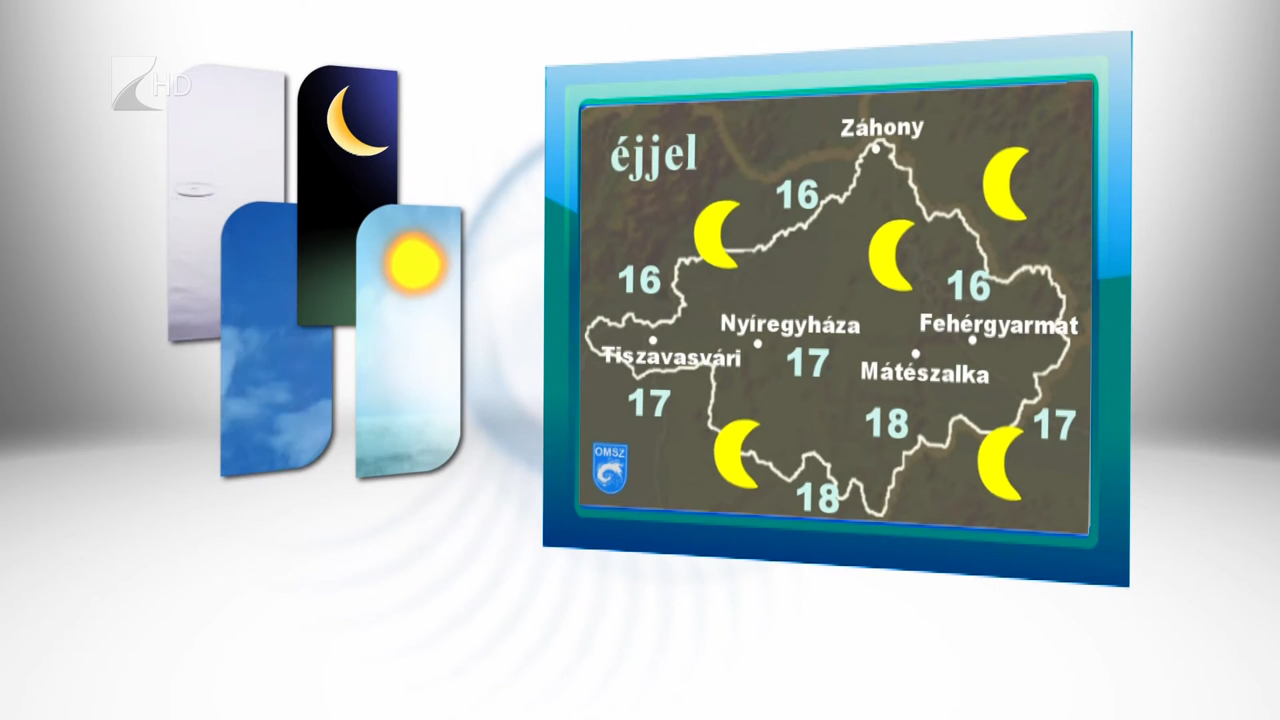 HD
éjjel
Záhony
16
16
16
Nyíregyháza
Fehérgyarmat
Tiszavasvári
17
Mátészalka
17
18
17
OMSZ
18